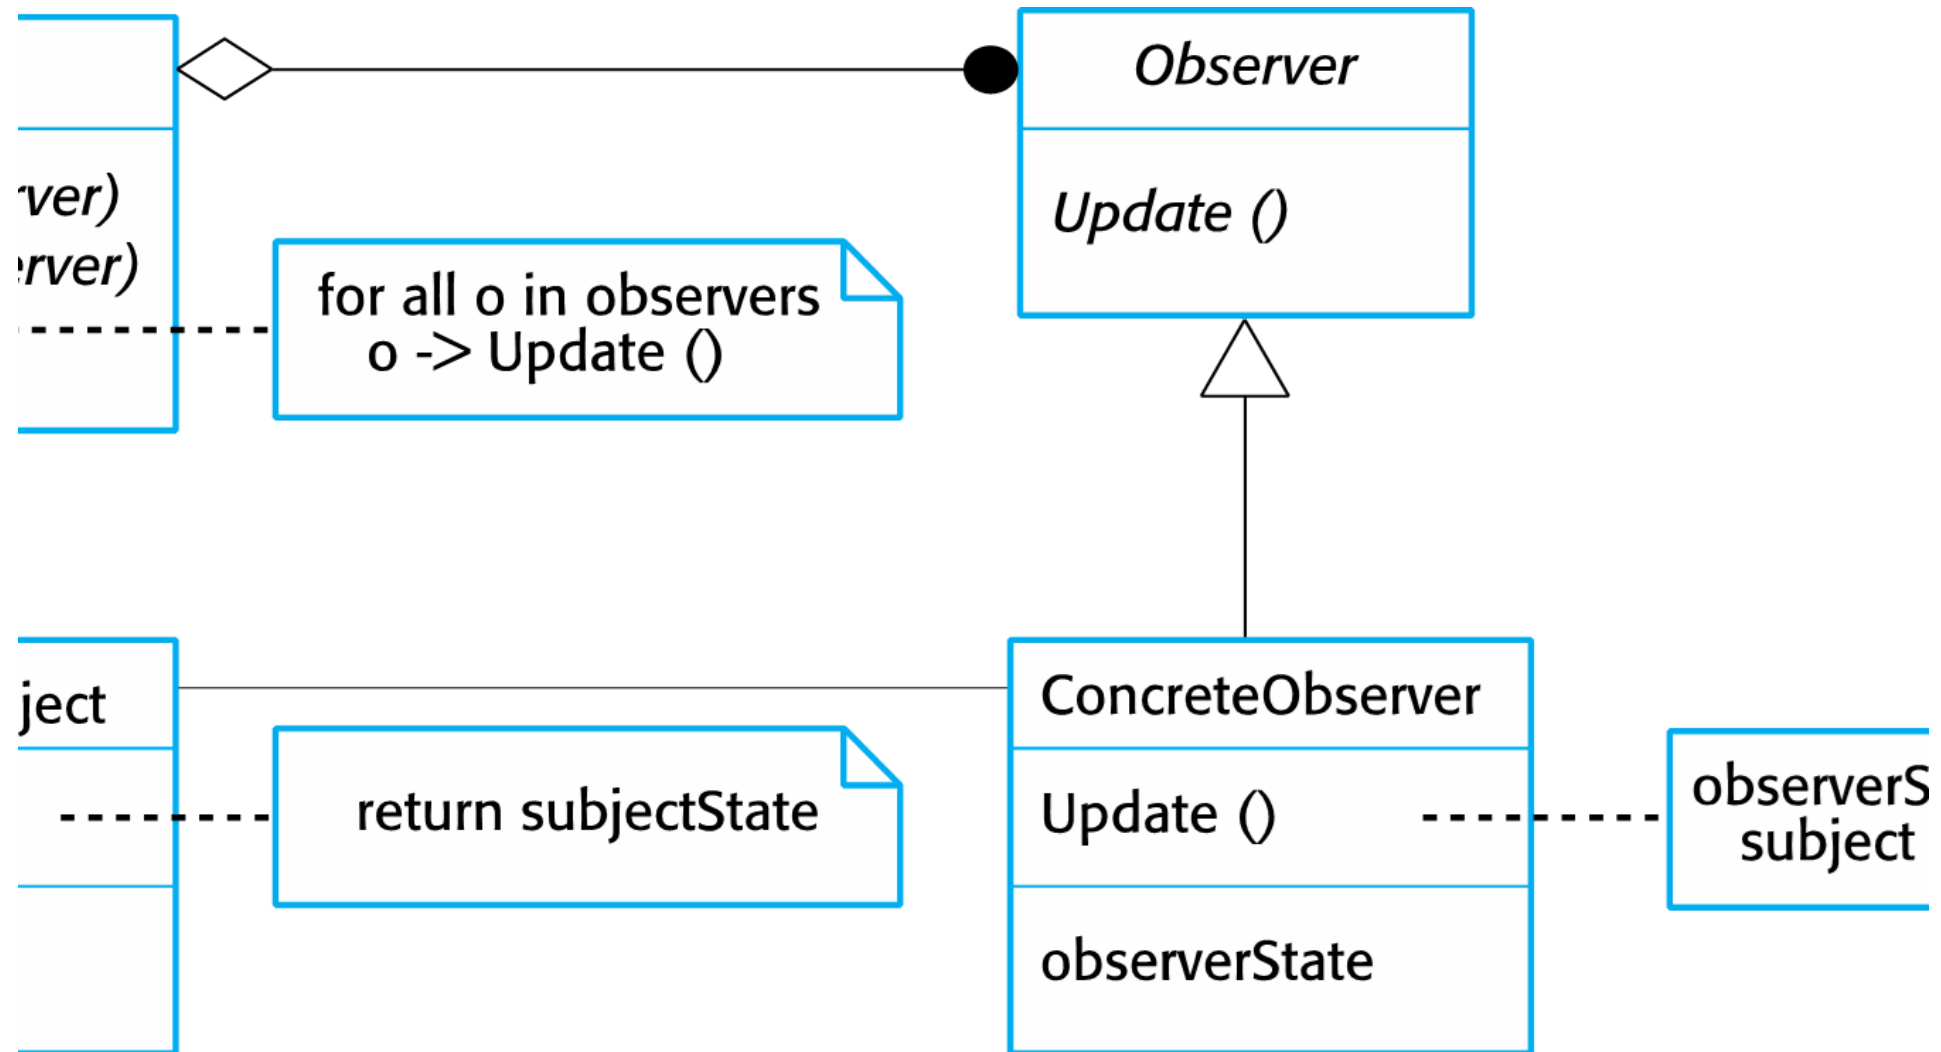 Observer
Update ()
for all o in observers
o -> Update ()
ConcreteObserver
return subjectState
Update ()
subject
observerState